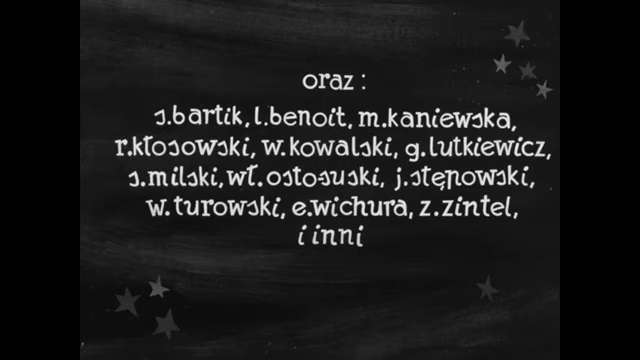 oraz:
s.bartik, l.benoit, m.kaniewska,
r.kłosowski, w.kowalski, g.lutkiewicz,
s.milski, wł.ostosuski, j.stępowski,
w.turowski, e.wichura, z.zintel,
i inni